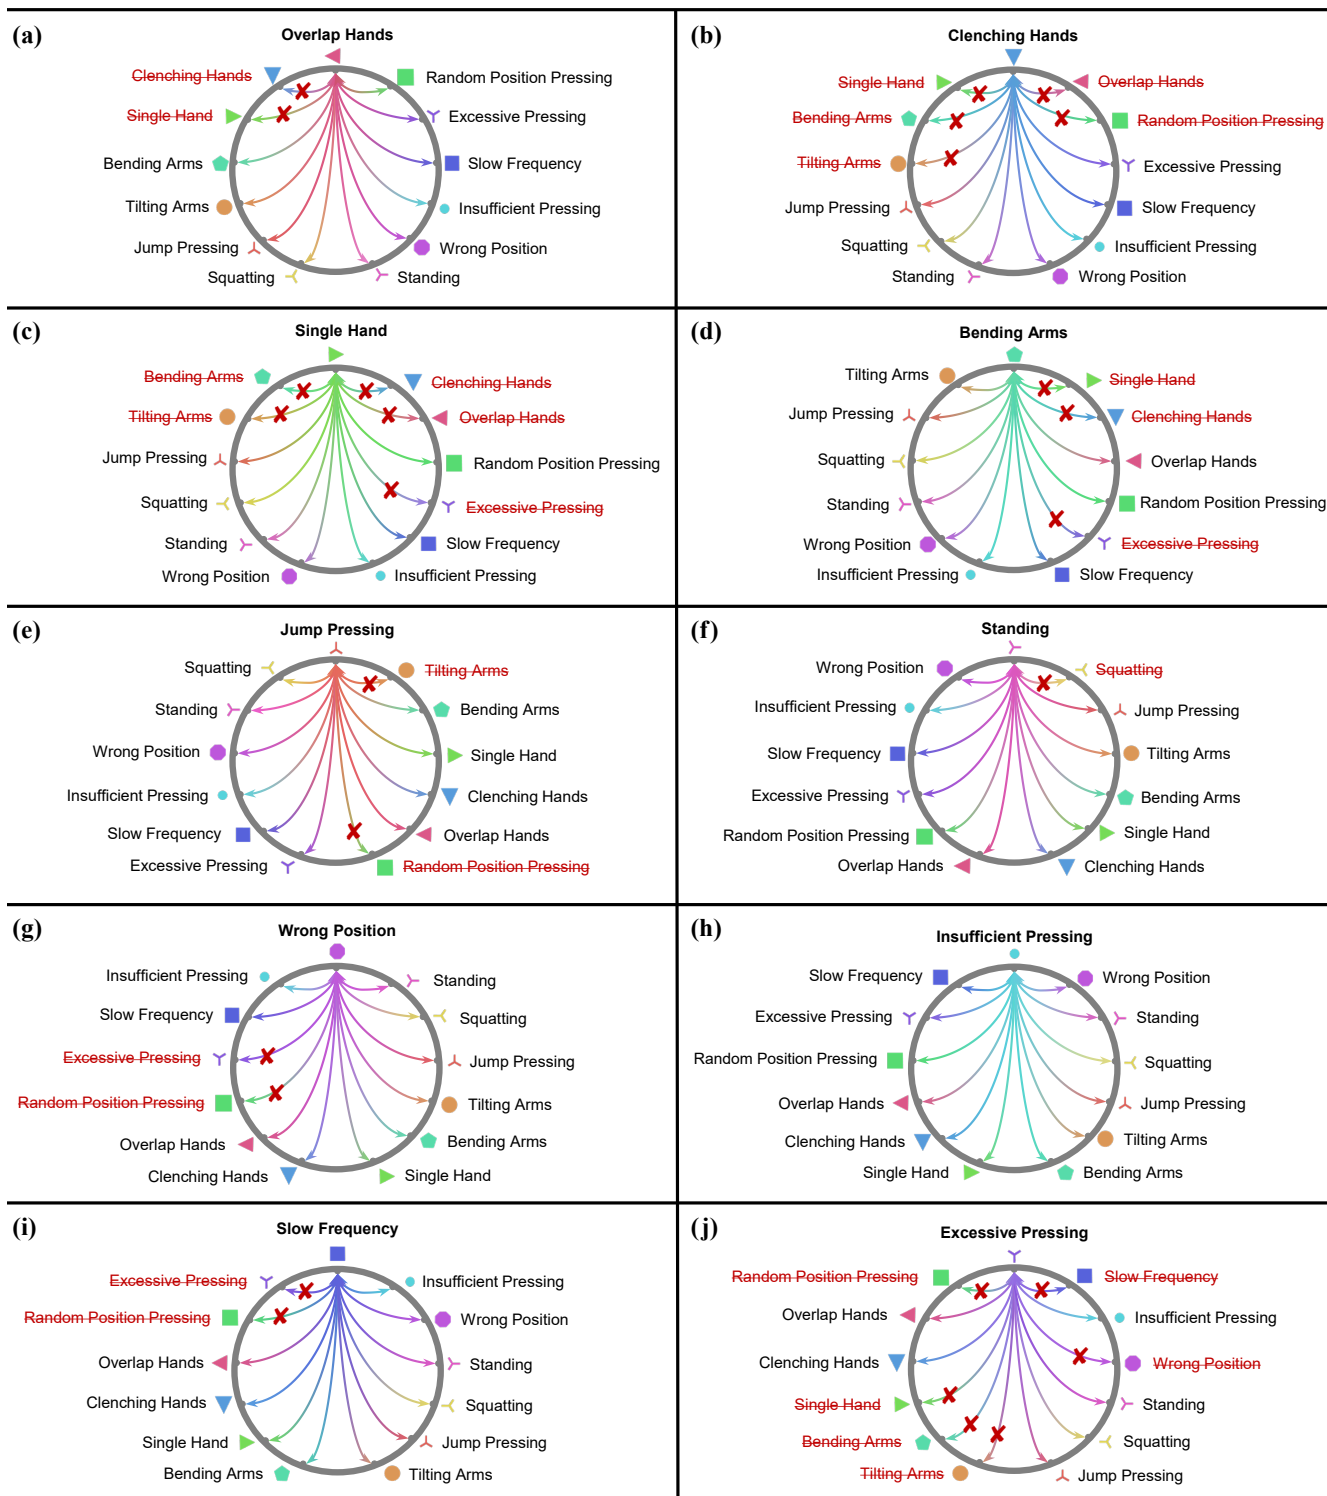 (a)
Overlap Hands
Clenching Hands
Random Position Pressing
Single Hand
Excessive Pressing
Bending Arms
Slow Frequency
Tilting Arms
Insufficient Pressing
Jump Pressing
Wrong Position
Squatting
Standing
(b)
Clenching Hands
Single Hand
Overlap Hands
Bending Arms
Random Position Pressing
Tilting Arms
Excessive Pressing
Jump Pressing
Slow Frequency
Squatting
Insufficient Pressing
Standing
Wrong Position
(c)
Single Hand
Bending Arms
Clenching Hands
Tilting Arms
Overlap Hands
Jump Pressing
Random Position Pressing
Squatting
Excessive Pressing
Standing
Slow Frequency
Wrong Position
Insufficient Pressing
(d)
Bending Arms
Tilting Arms
Single Hand
Jump Pressing
Clenching Hands
Squatting
Overlap Hands
Standing
Random Position Pressing
Wrong Position
Excessive Pressing
Insufficient Pressing
Slow Frequency
(e)
Jump Pressing
Squatting
Tilting Arms
Standing
Bending Arms
Wrong Position
Single Hand
Insufficient Pressing
Clenching Hands
Slow Frequency
Overlap Hands
Excessive Pressing
Random Position Pressing
(f)
Standing
Wrong Position
Squatting
Insufficient Pressing
Jump Pressing
Slow Frequency
Tilting Arms
Excessive Pressing
Bending Arms
Random Position Pressing
Single Hand
Overlap Hands
Clenching Hands
(g)
Wrong Position
Insufficient Pressing
Standing
Slow Frequency
Squatting
Excessive Pressing
Jump Pressing
Random Position Pressing
Tilting Arms
Overlap Hands
Bending Arms
Clenching Hands
Single Hand
(h)
Insufficient Pressing
Slow Frequency
Wrong Position
Excessive Pressing
Standing
Random Position Pressing
Squatting
Overlap Hands
Jump Pressing
Clenching Hands
Tilting Arms
Single Hand
Bending Arms
(i)
Slow Frequency
Excessive Pressing
Insufficient Pressing
Random Position Pressing
Wrong Position
Overlap Hands
Standing
Clenching Hands
Squatting
Single Hand
Jump Pressing
Bending Arms
Tilting Arms
(j)
Excessive Pressing
Random Position Pressing
Slow Frequency
Overlap Hands
Insufficient Pressing
Clenching Hands
Wrong Position
Single Hand
Standing
Bending Arms
Squatting
Tilting Arms
Jump Pressing